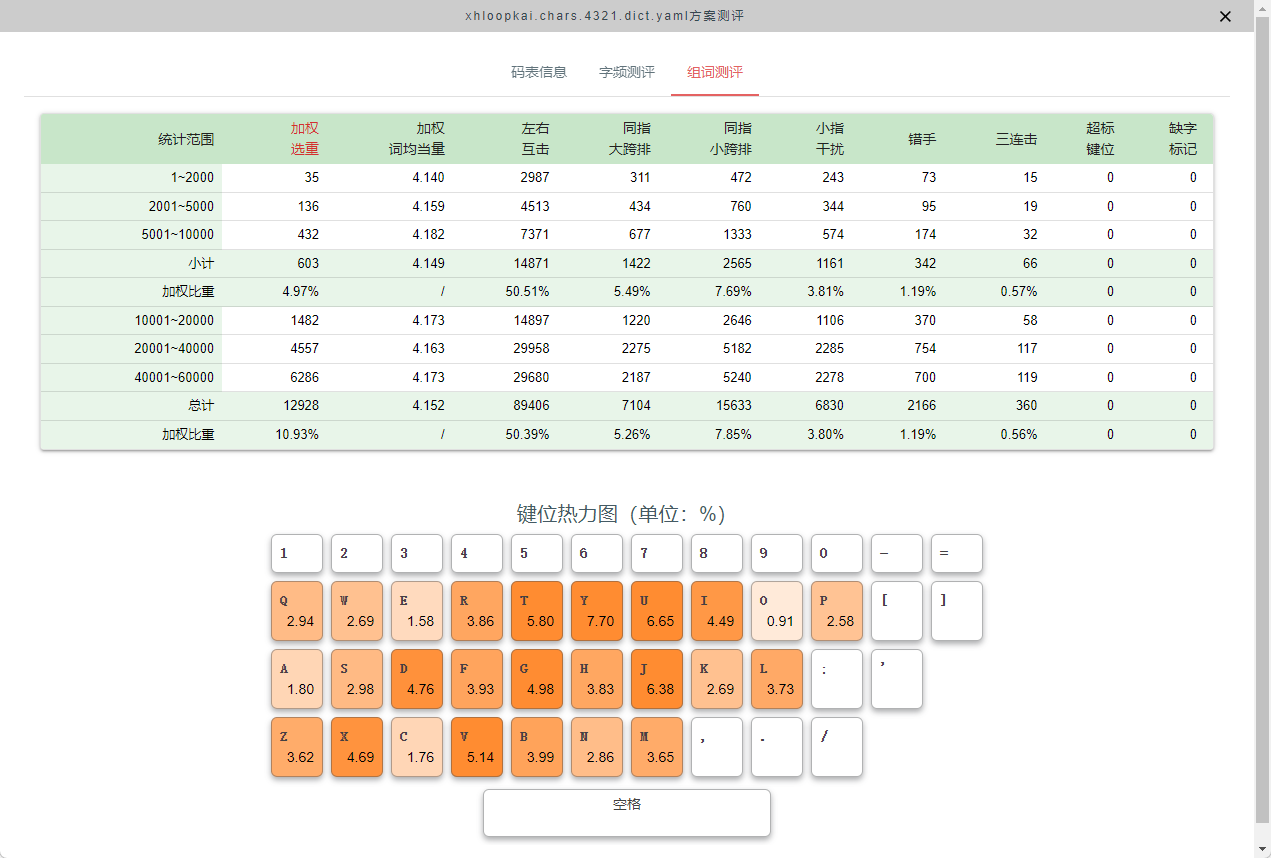 xhloopkai.chars.4321.dict.yaml方案测评
码表信息 字频测评 组词测评
统计范围 加权选重 加权词均当量 左右互击 同指大跨排 同指小跨排 小指干扰 错手 三连击 超标键位 缺字标记
1~2000 35 4.140 2987 311 472 243 73 15 0 0
2001~5000 136 4.159 4513 434 760 344 95 19 0 0
5001~10000 432 4.182 7371 677 1333 574 174 32 0 0
小计 603 4.149 14871 1422 2565 1161 342 66 0 0
加权比重 4.97% / 50.51% 5.49% 7.69% 3.81% 1.19% 0.57% 0 0
10001~20000 1482 4.173 14897 1220 2646 1106 370 58 0 0
20001~40000 4557 4.163 29958 2275 5182 2285 754 117 0 0
40001~60000 6286 4.173 29680 2187 5240 2278 700 119 0 0
总计 12928 4.152 89406 7104 15633 6830 2166 360 0 0
加权比重 10.93% / 50.39% 5.26% 7.85% 3.80% 1.19% 0.56% 0 0
键位热力图（单位：％）
1 2 3 4 5 6 7 8 9 0 - =
Q W E R T Y U I O P [ ]
2.94 2.69 1.58 3.86 5.80 7.70 6.65 4.49 0.91 2.58
A S D F G H J K L : '
1.80 2.98 4.76 3.93 4.98 3.83 6.38 2.69 3.73
Z X C V B N M , . /
3.62 4.69 1.76 5.14 3.99 2.86 3.65
空格